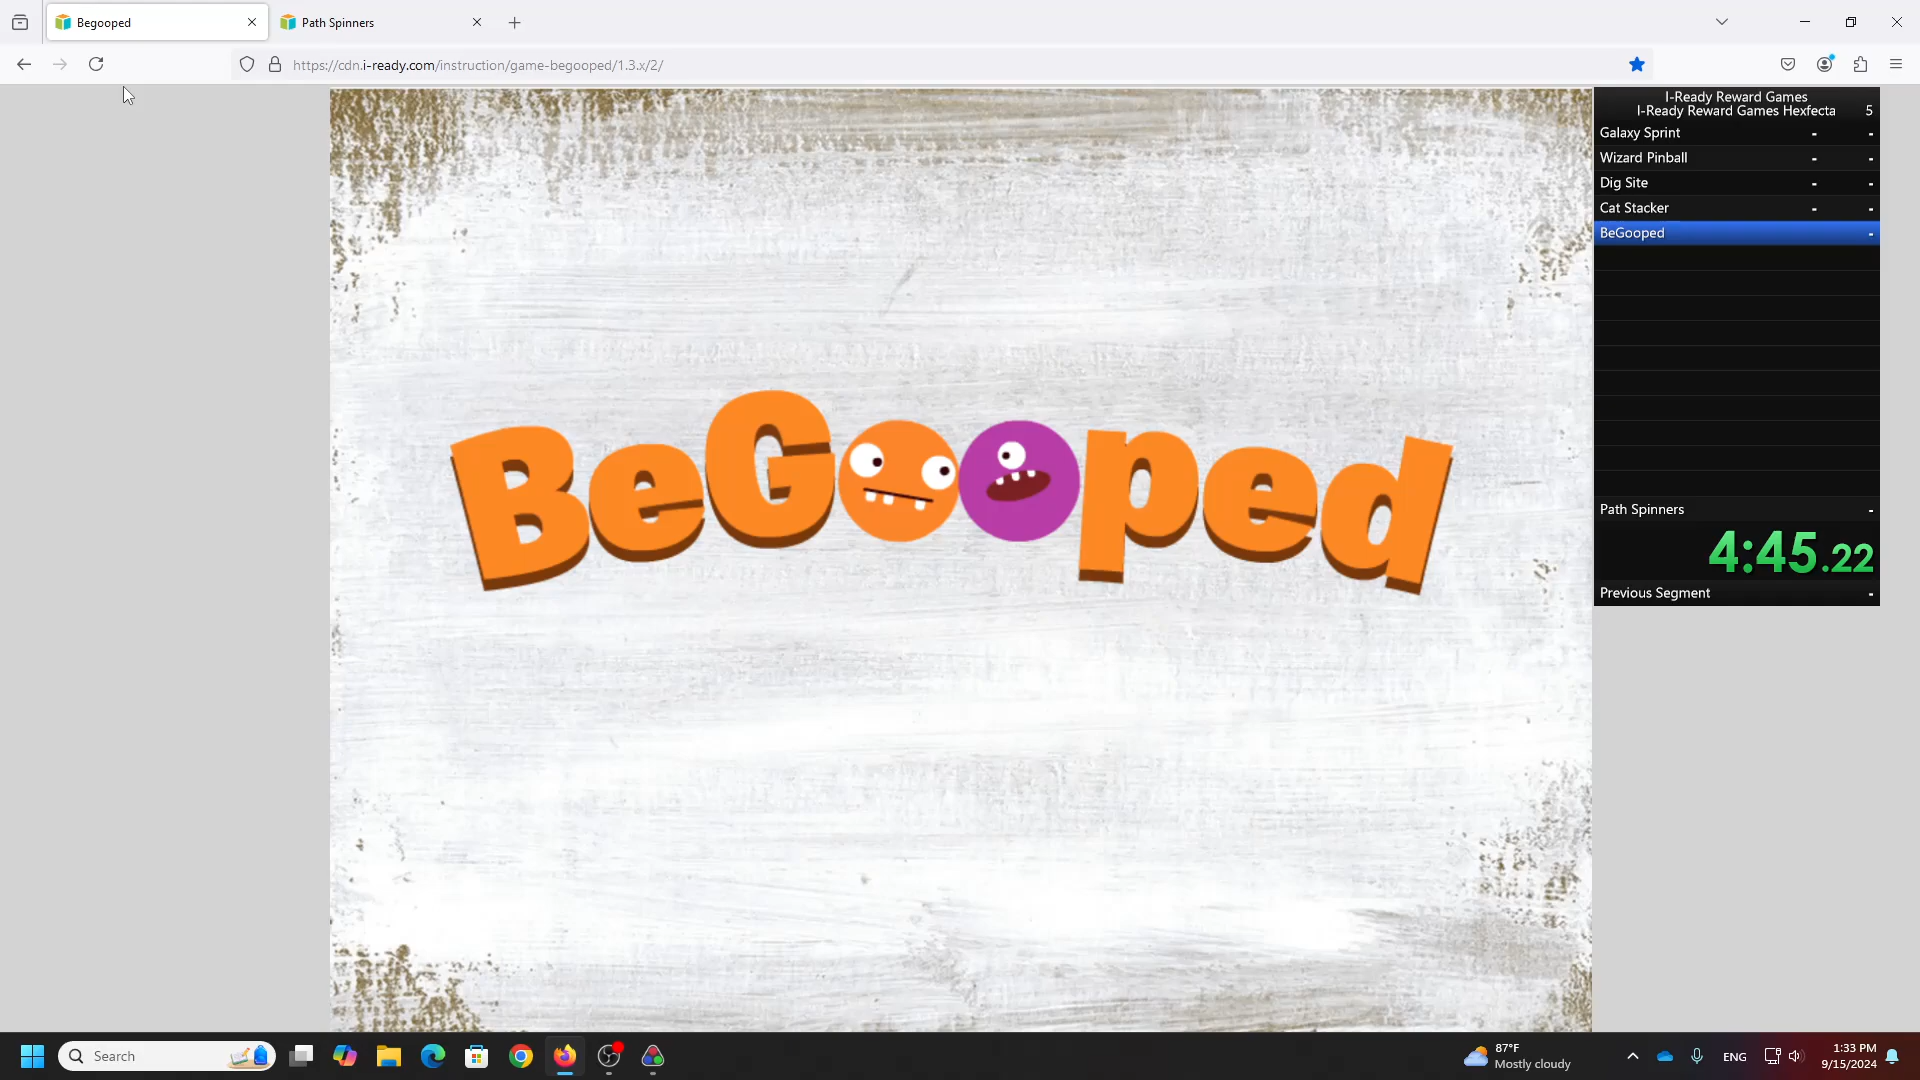 Begooped
Path Spinners
https://cdn.i-ready.com/instruction/game-begooped/1.3.x/2/
BeGooped
I-Ready Reward Games
I-Ready Reward Games Hexfecta 5
Galaxy Sprint - -
Wizard Pinball - -
Dig Site - -
Cat Stacker - -
BeGooped -
Path Spinners -
4:45.22
Previous Segment -
Search
87°F
Mostly cloudy
ENG
1:33 PM
9/15/2024